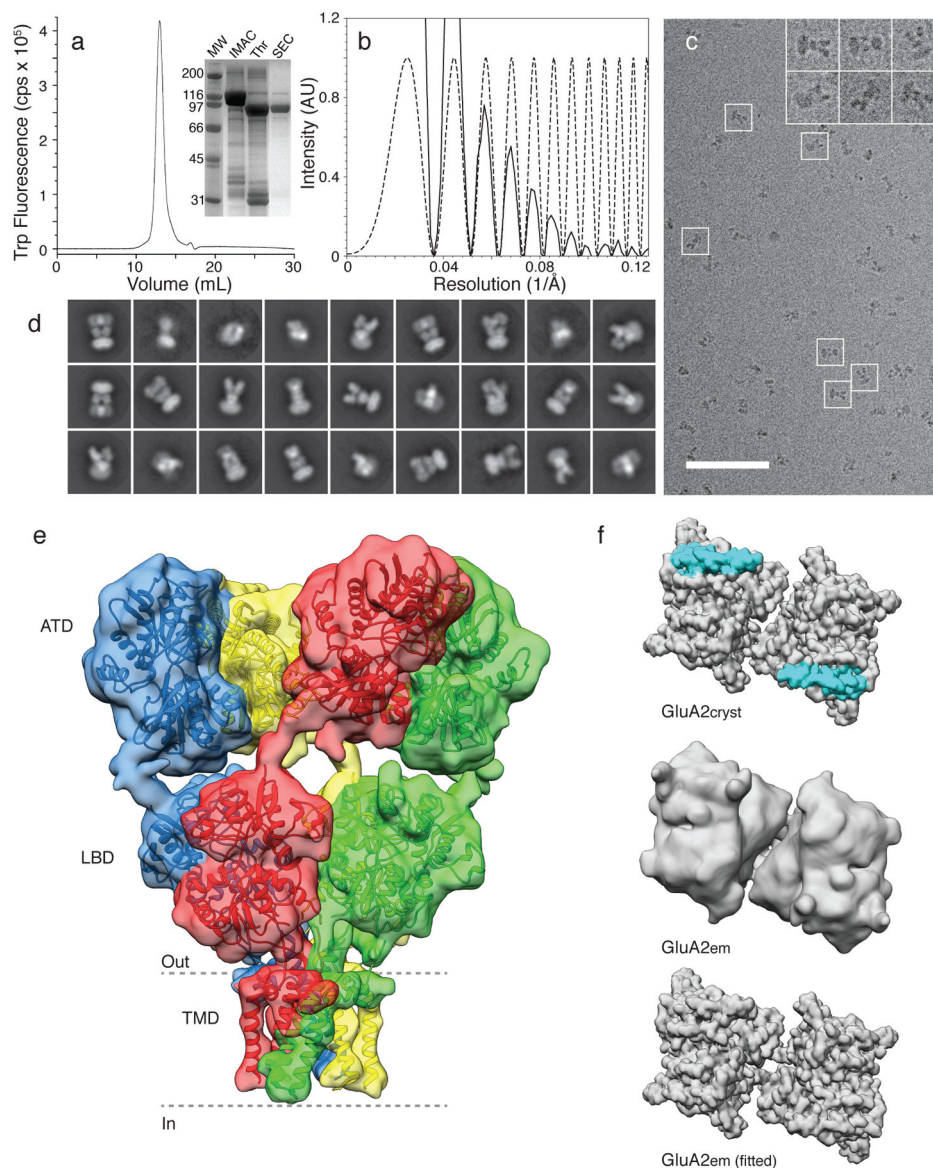 a
Trp Fluorescence (cps x 10⁵)
4
3
2
1
0
0
10
20
30
Volume (mL)
MW
IMAC
Thr
SEC
200
116
97
66
45
31
b
Intensity (AU)
1.2
0.8
0.4
0
0
0.04
0.08
0.12
Resolution (1/Å)
c
d
e
ATD
LBD
Out
TMD
In
f
GluA2cryst
GluA2em
GluA2em (fitted)